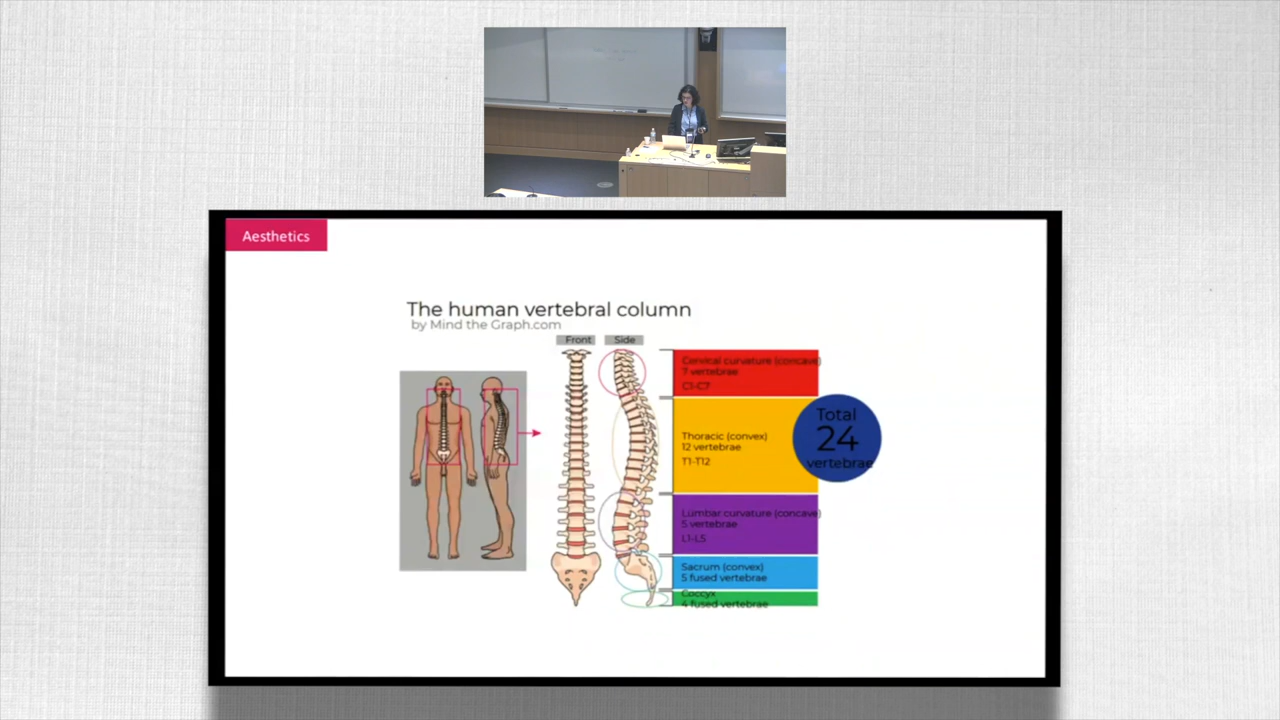 Aesthetics
The human vertebral column
by Mind the Graph.com
Front
Side
Cervical curvature (concave)
7 vertebrae
C1-C7
Thoracic (convex)
12 vertebrae
T1-T12
Total
24
vertebrae
Lumbar curvature (concave)
5 vertebrae
L1-L5
Sacrum (convex)
5 fused vertebrae
Coccyx
4 fused vertebrae